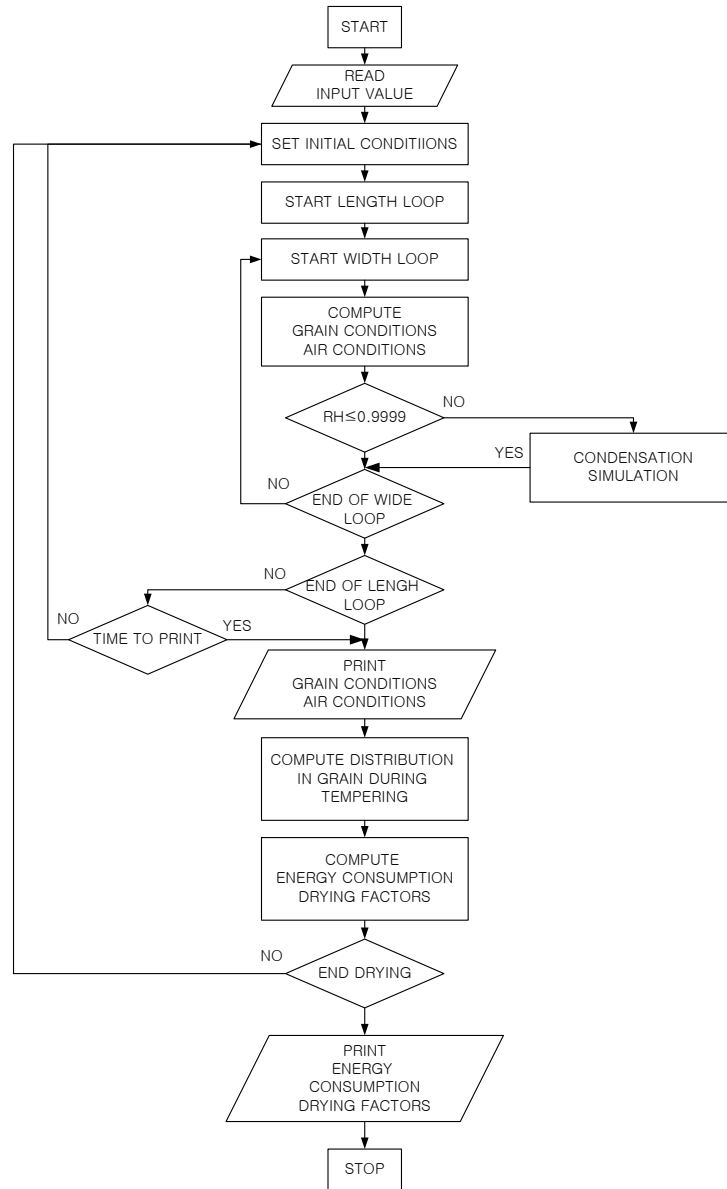 START
READ
INPUT VALUE
SET INITIAL CONDITIIONS
START LENGTH LOOP
START WIDTH LOOP
COMPUTE
GRAIN CONDITIONS
AIR CONDITIONS
RH≤0.9999
NO
YES
CONDENSATION
SIMULATION
NO
END OF WIDE
LOOP
NO
END OF LENGH
LOOP
NO
TIME TO PRINT
YES
PRINT
GRAIN CONDITIONS
AIR CONDITIONS
COMPUTE DISTRIBUTION
IN GRAIN DURING
TEMPERING
COMPUTE
ENERGY CONSUMPTION
DRYING FACTORS
NO
END DRYING
PRINT
ENERGY
CONSUMPTION
DRYING FACTORS
STOP